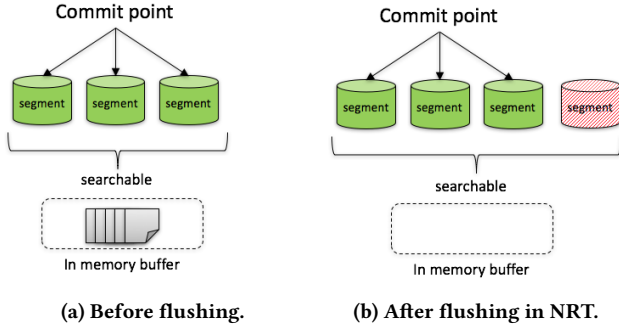 Commit point
segment segment segment
searchable
In memory buffer
(a) Before flushing.
Commit point
segment segment segment segment
searchable
In memory buffer
(b) After flushing in NRT.